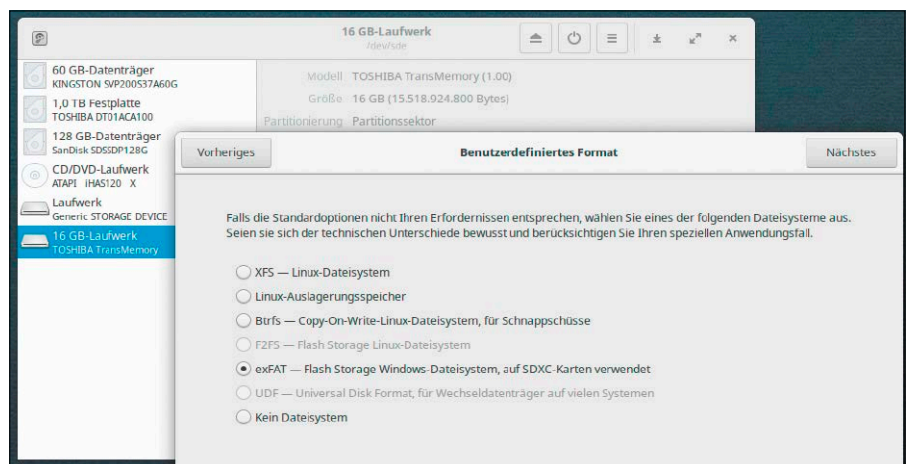 16 GB-Laufwerk
/dev/sde
60 GB-Datenträger
KINGSTON SVP200S37A60G
1,0 TB Festplatte
TOSHIBA DT01ACA100
128 GB-Datenträger
SanDisk SDSSDP128G
CD/DVD-Laufwerk
ATAPI iHAS120 X
Laufwerk
Generic STORAGE DEVICE
16 GB-Laufwerk
TOSHIBA TransMemory
Modell TOSHIBA TransMemory (1.00)
Größe 16 GB (15.518.924.800 Bytes)
Partitionierung Partitionssektor
Vorheriges Benutzerdefiniertes Format Nächstes
Falls die Standardoptionen nicht Ihren Erfordernissen entsprechen, wählen Sie eines der folgenden Dateisysteme aus.
Seien sie sich der technischen Unterschiede bewusst und berücksichtigen Sie Ihren speziellen Anwendungsfall.
XFS — Linux-Dateisystem
Linux-Auslagerungsspeicher
Btrfs — Copy-On-Write-Linux-Dateisystem, für Schnappschüsse
F2FS — Flash Storage Linux-Dateisystem
exFAT — Flash Storage Windows-Dateisystem, auf SDXC-Karten verwendet
UDF — Universal Disk Format, für Wechseldatenträger auf vielen Systemen
Kein Dateisystem